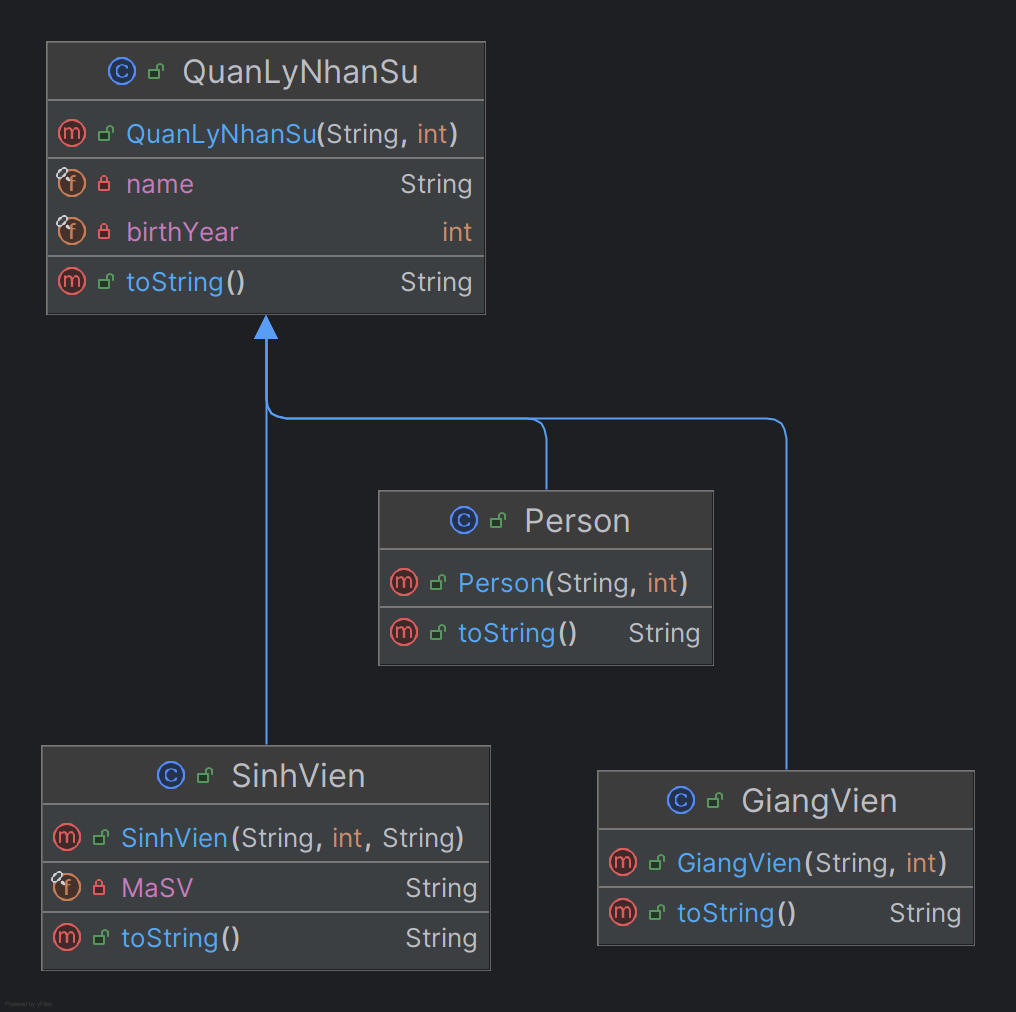 QuanLyNhanSu
QuanLyNhanSu(String, int)
name String
birthYear int
toString() String
Person
Person(String, int)
toString() String
SinhVien
SinhVien(String, int, String)
MaSV String
toString() String
GiangVien
GiangVien(String, int)
toString() String
Powered by yFiles